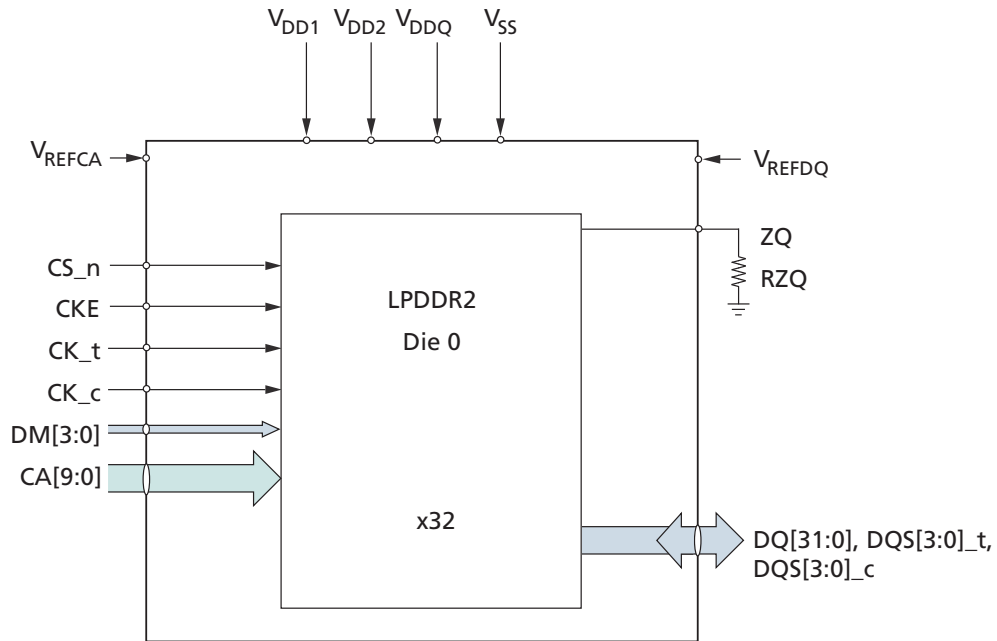 VDD1 VDD2 VDDQ VSS
VREFCA
VREFDQ
CS_n
CKE
CK_t
CK_c
DM[3:0]
CA[9:0]
LPDDR2
Die 0
x32
ZQ
RZQ
DQ[31:0], DQS[3:0]_t,
DQS[3:0]_c